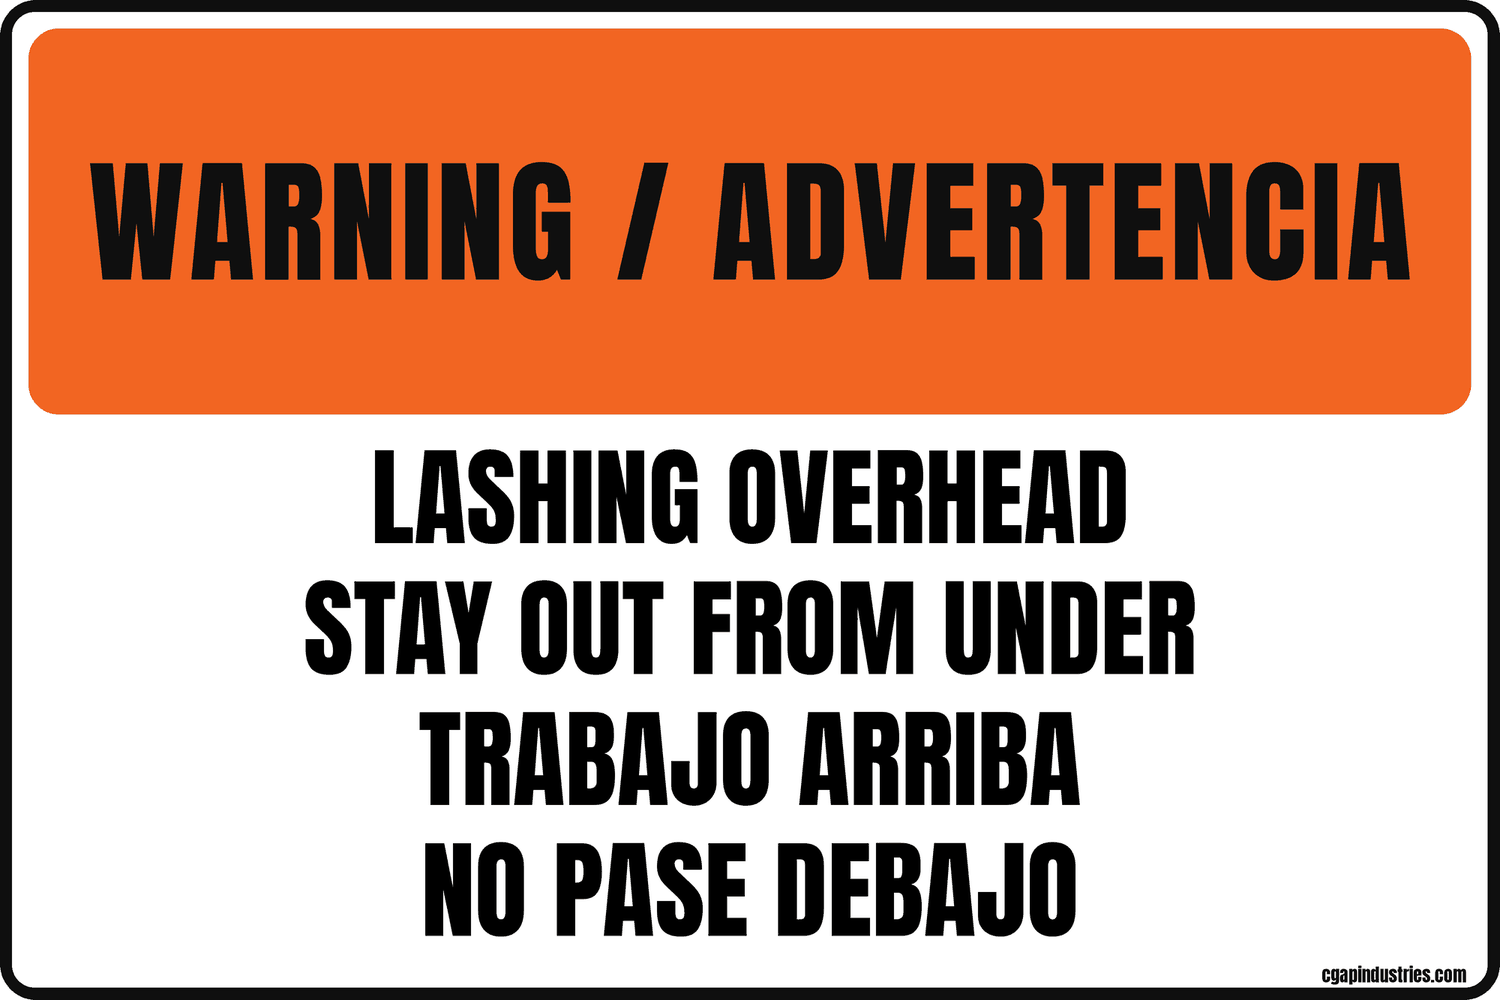 WARNING / ADVERTENCIA
LASHING OVERHEAD
STAY OUT FROM UNDER
TRABAJO ARRIBA
NO PASE DEBAJO
cgapindustries.com